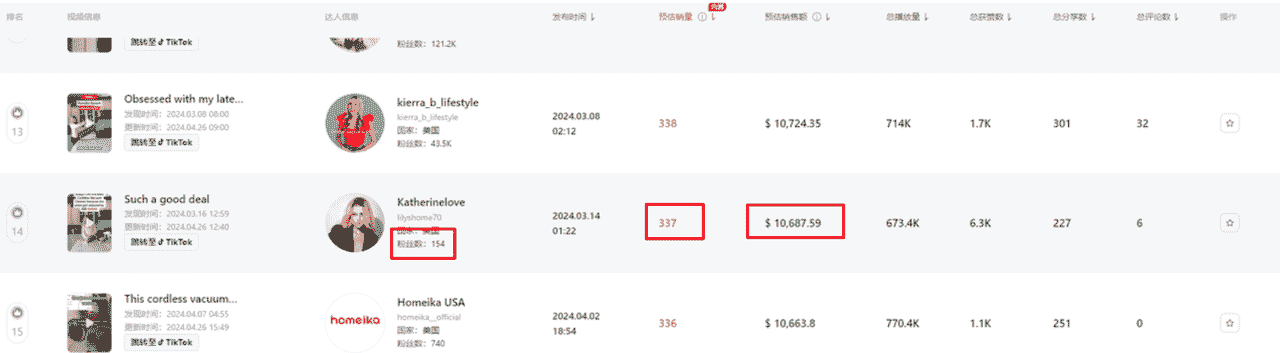 排名 视频信息 达人信息 发布时间 预估销量 预估销售额 总播放量 总获赞数 总分享数 总评论数 操作
跳转至 TikTok
粉丝数：121.2K
13
Obsessed with my late...
发现时间：2024.03.08 08:00
更新时间：2024.04.26 09:00
跳转至 TikTok
kierra_b_lifestyle
kierra_b_lifestyle
国家：美国
粉丝数：43.5K
2024.03.08
02:12
338
$ 10,724.35
714K
1.7K
301
32
14
Such a good deal
发现时间：2024.03.16 12:59
更新时间：2024.04.26 12:40
跳转至 TikTok
Katherinelove
lilyshome70
国家：美国
粉丝数：154
2024.03.14
01:22
337
$ 10,687.59
673.4K
6.3K
227
6
15
This cordless vacuum...
发现时间：2024.04.07 04:55
更新时间：2024.04.26 15:49
跳转至 TikTok
homeika
Homeika USA
homeika__official
国家：美国
粉丝数：740
2024.04.02
18:54
336
$ 10,663.8
770.4K
1.1K
251
0